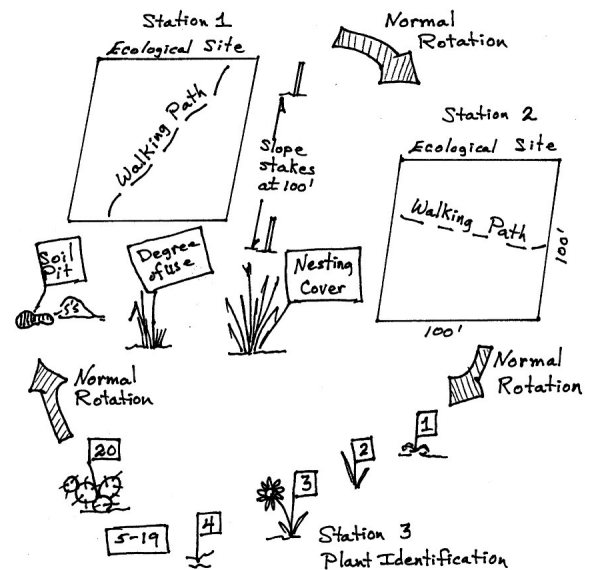 Station 1
Ecological Site
Walking Path
Normal
Rotation
Slope
stakes
at 100'
Station 2
Ecological Site
Walking Path
100'
100'
Soil
Pit
Degree
of use
Nesting
Cover
Normal
Rotation
Normal
Rotation
1
2
3
4
5-19
20
Station 3
Plant Identification